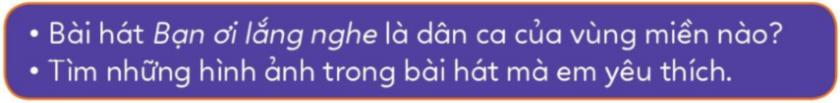 • Bài hát Bạn ơi lắng nghe là dân ca của vùng miền nào?
• Tìm những hình ảnh trong bài hát mà em yêu thích.